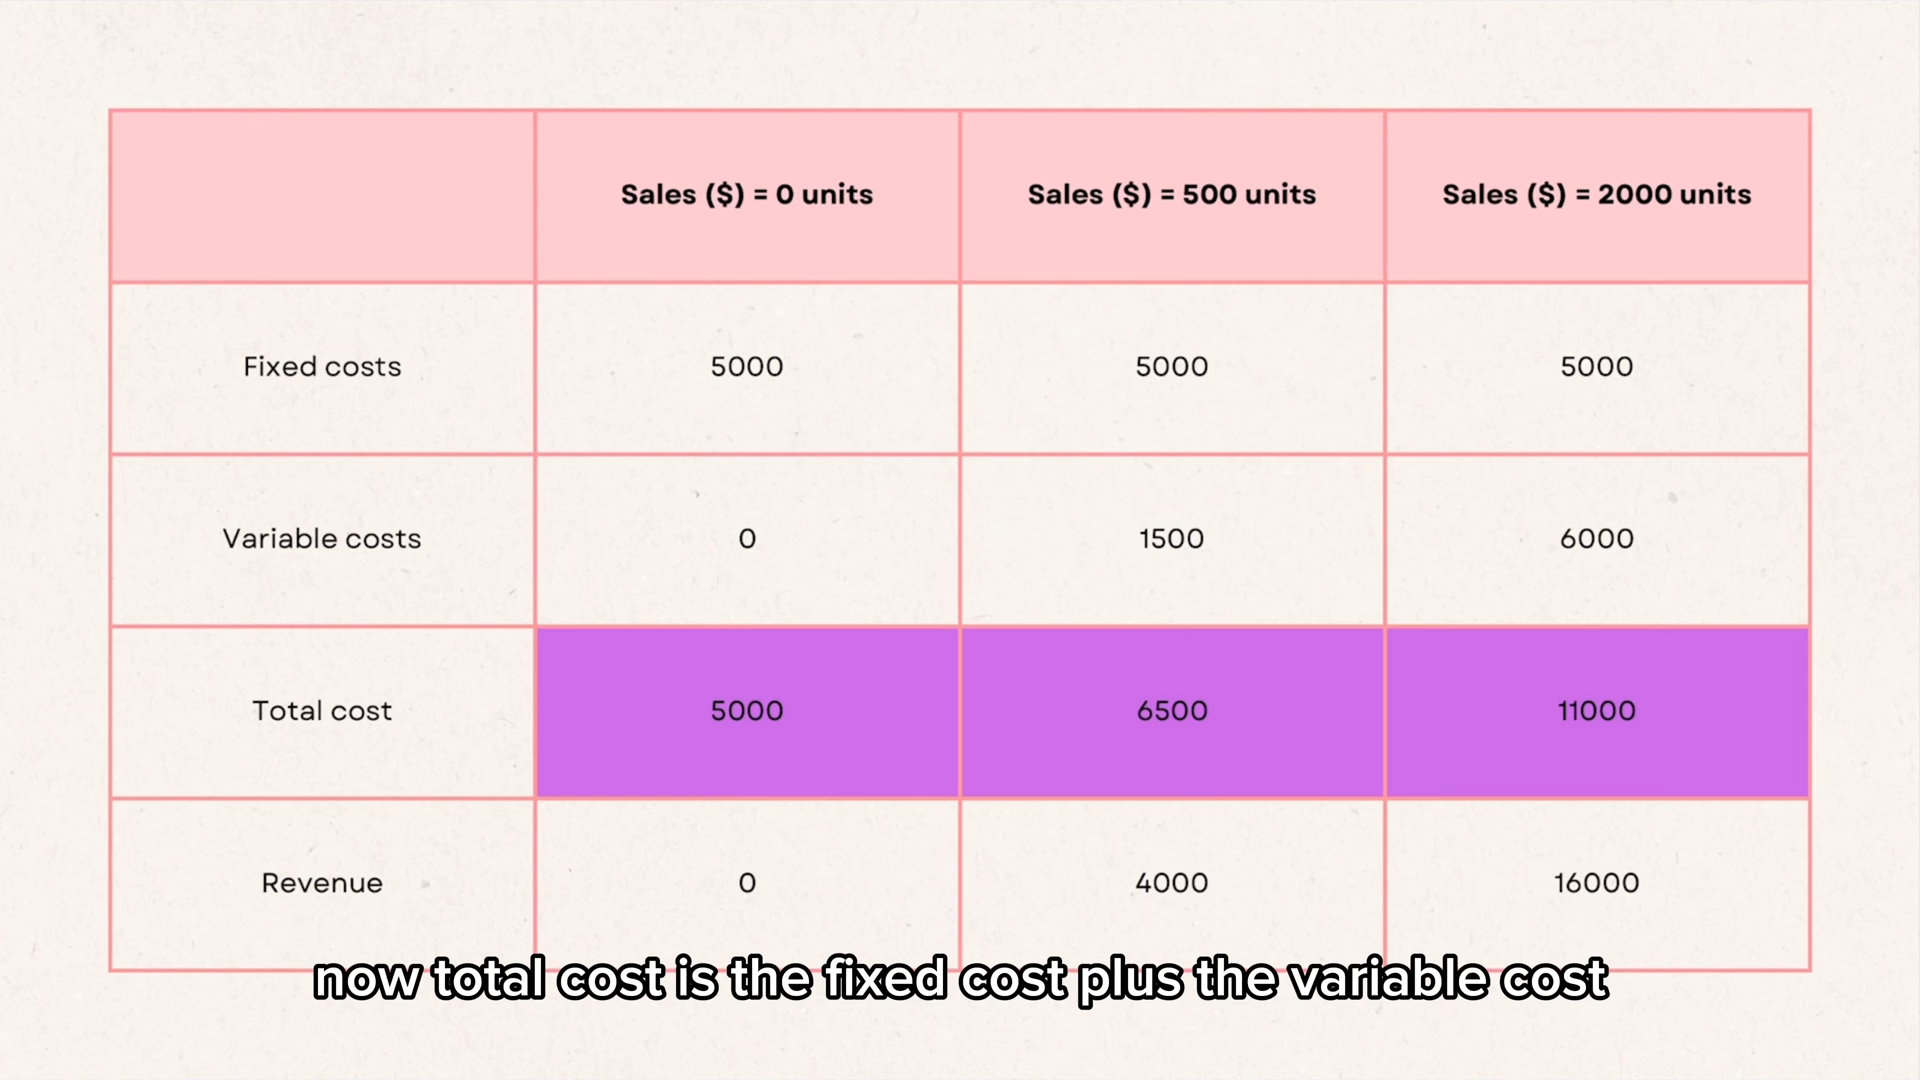 Sales ($) = 0 units Sales ($) = 500 units Sales ($) = 2000 units
Fixed costs 5000 5000 5000
Variable costs 0 1500 6000
Total cost 5000 6500 11000
Revenue 0 4000 16000
now total cost is the fixed cost plus the variable cost